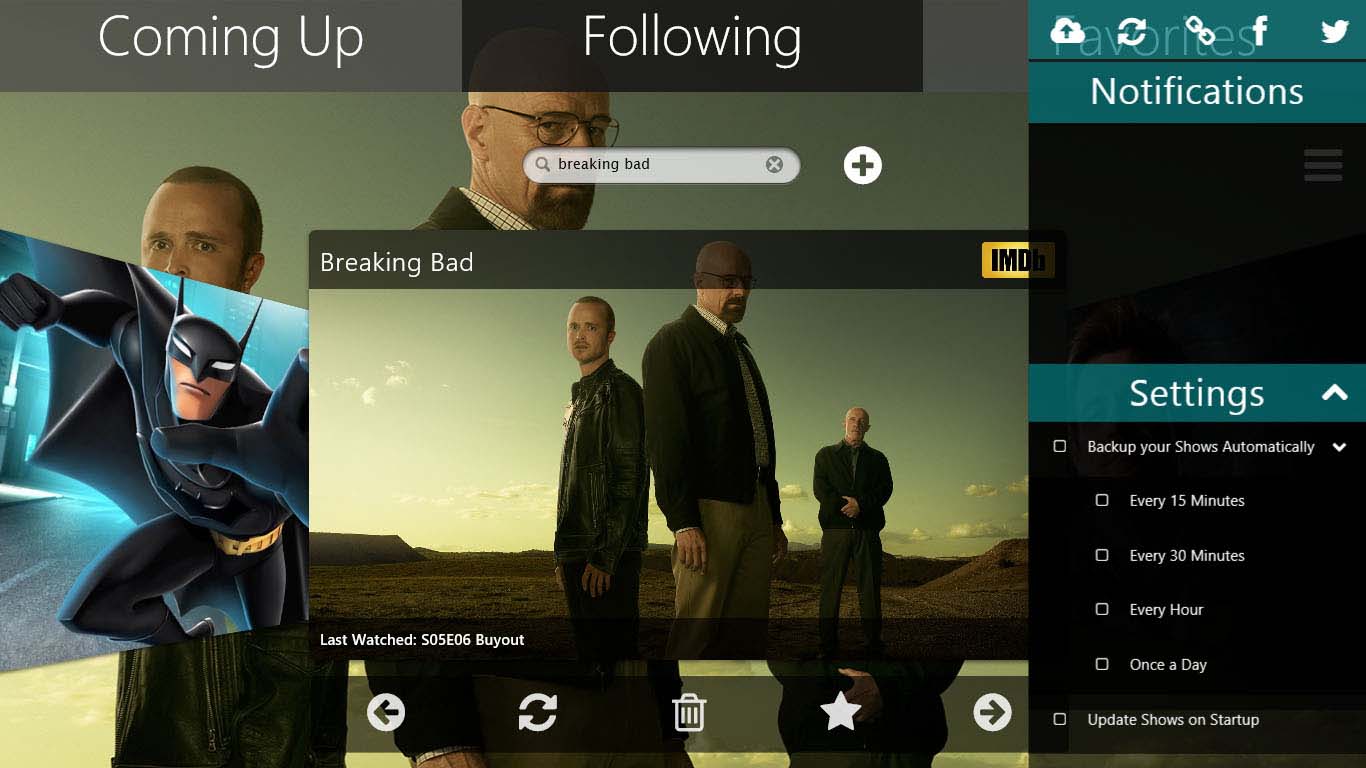 Coming Up
Following
Favorites
Notifications
breaking bad
Breaking Bad
IMDb
Settings
Backup your Shows Automatically
Every 15 Minutes
Every 30 Minutes
Every Hour
Once a Day
Last Watched: S05E06 Buyout
Update Shows on Startup